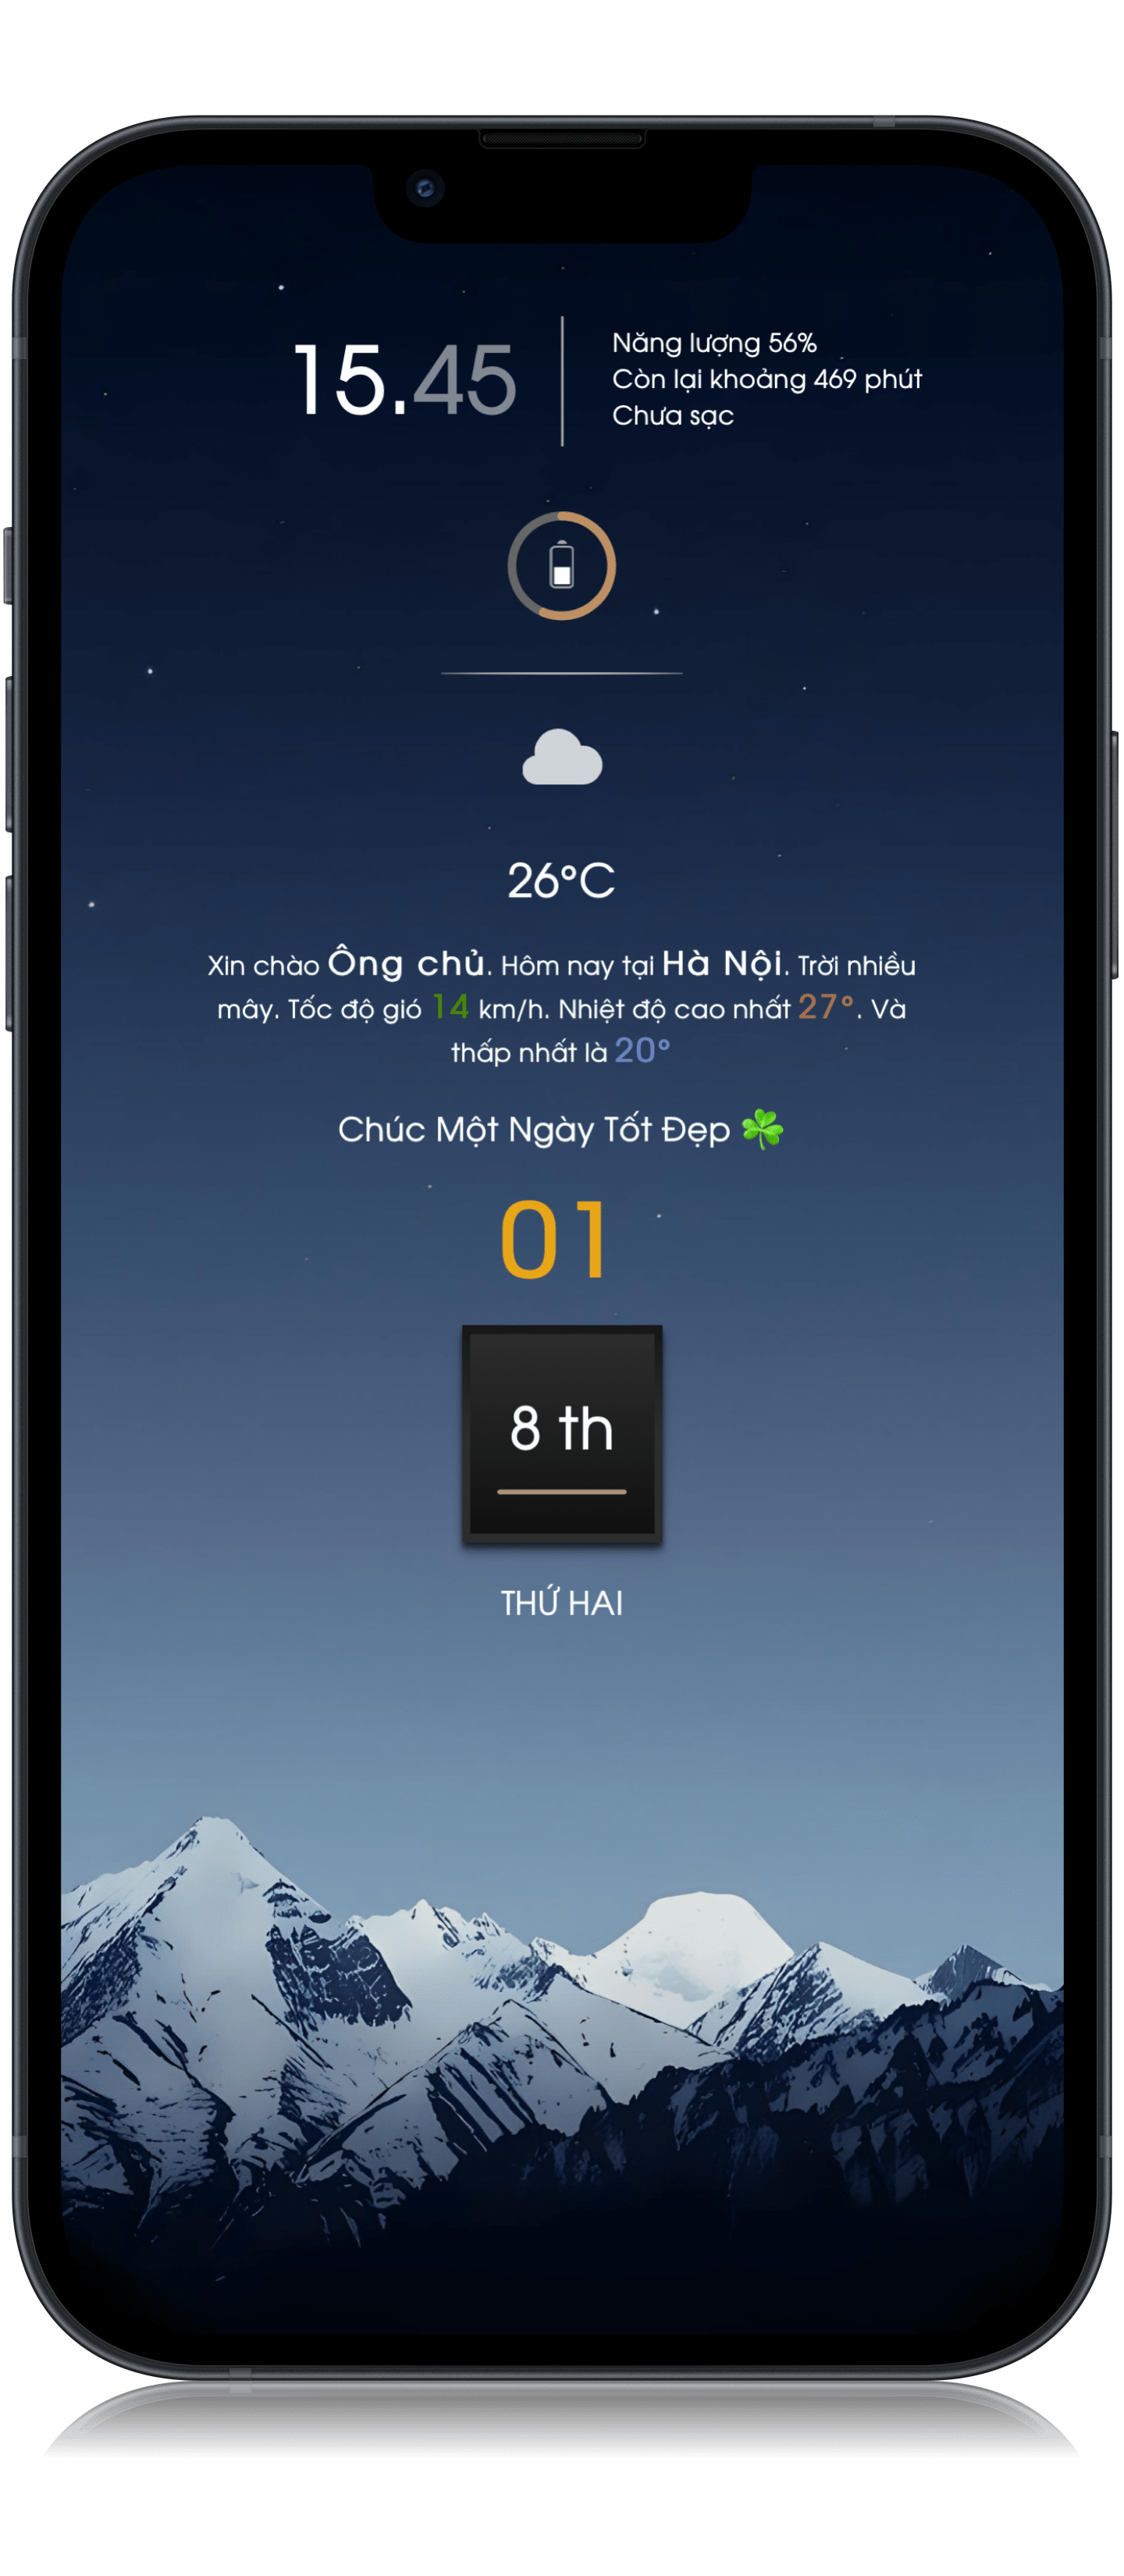 15.45
Năng lượng 56%
Còn lại khoảng 469 phút
Chưa sạc
26°C
Xin chào Ông chủ. Hôm nay tại Hà Nội. Trời nhiều
mây. Tốc độ gió 14 km/h. Nhiệt độ cao nhất 27°. Và
thấp nhất là 20°
Chúc Một Ngày Tốt Đẹp ☘️
01
8 th
THỨ HAI